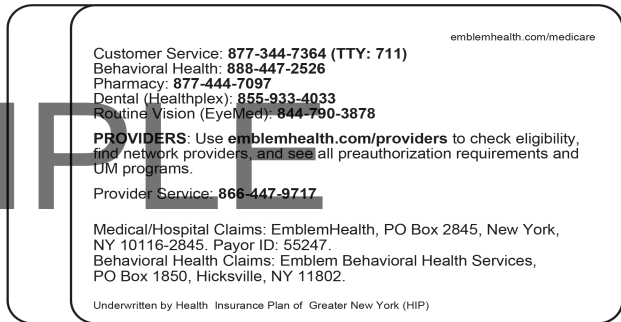 emblemhealth.com/medicare
Customer Service: 877-344-7364 (TTY: 711)
Behavioral Health: 888-447-2526
Pharmacy: 877-444-7097
Dental (Healthplex): 855-933-4033
Routine Vision (EyeMed): 844-790-3878
PROVIDERS: Use emblemhealth.com/providers to check eligibility,
find network providers, and see all preauthorization requirements and
UM programs.
Provider Service: 866-447-9717
IPLE
Medical/Hospital Claims: EmblemHealth, PO Box 2845, New York,
NY 10116-2845. Payor ID: 55247.
Behavioral Health Claims: Emblem Behavioral Health Services,
PO Box 1850, Hicksville, NY 11802.
Underwritten by Health Insurance Plan of Greater New York (HIP)